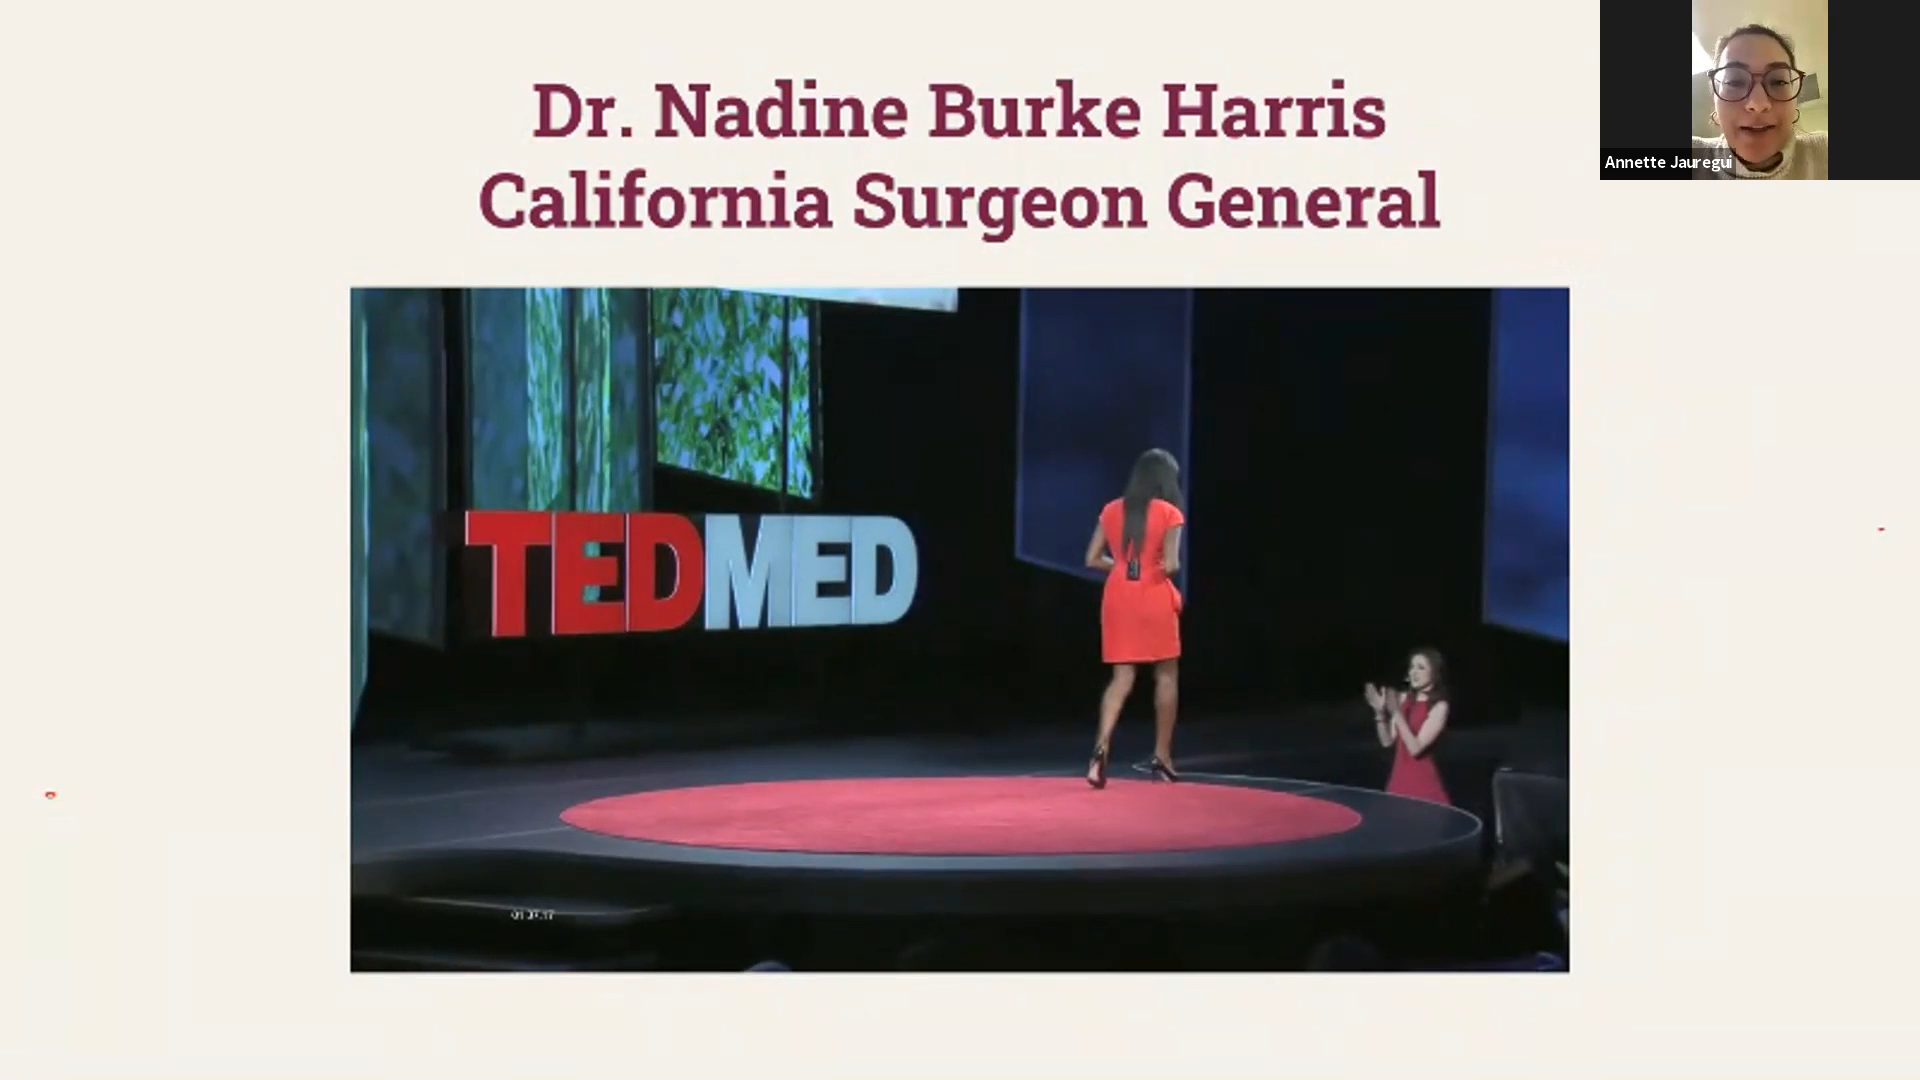 Dr. Nadine Burke Harris
California Surgeon General
Annette Jauregui
TEDMED